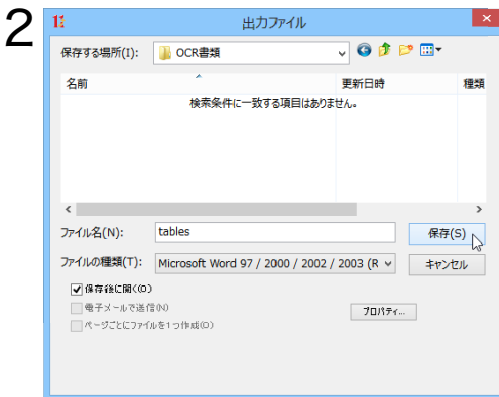 2
出力ファイル
保存する場所(I): OCR書類
名前 更新日時 種類
検索条件に一致する項目はありません。
ファイル名(N): tables 保存(S)
ファイルの種類(T): Microsoft Word 97 / 2000 / 2002 / 2003 (R キャンセル
保存後に開く(O)
電子メールで送信(N) プロパティ...
ページごとにファイルを1つ作成(O)